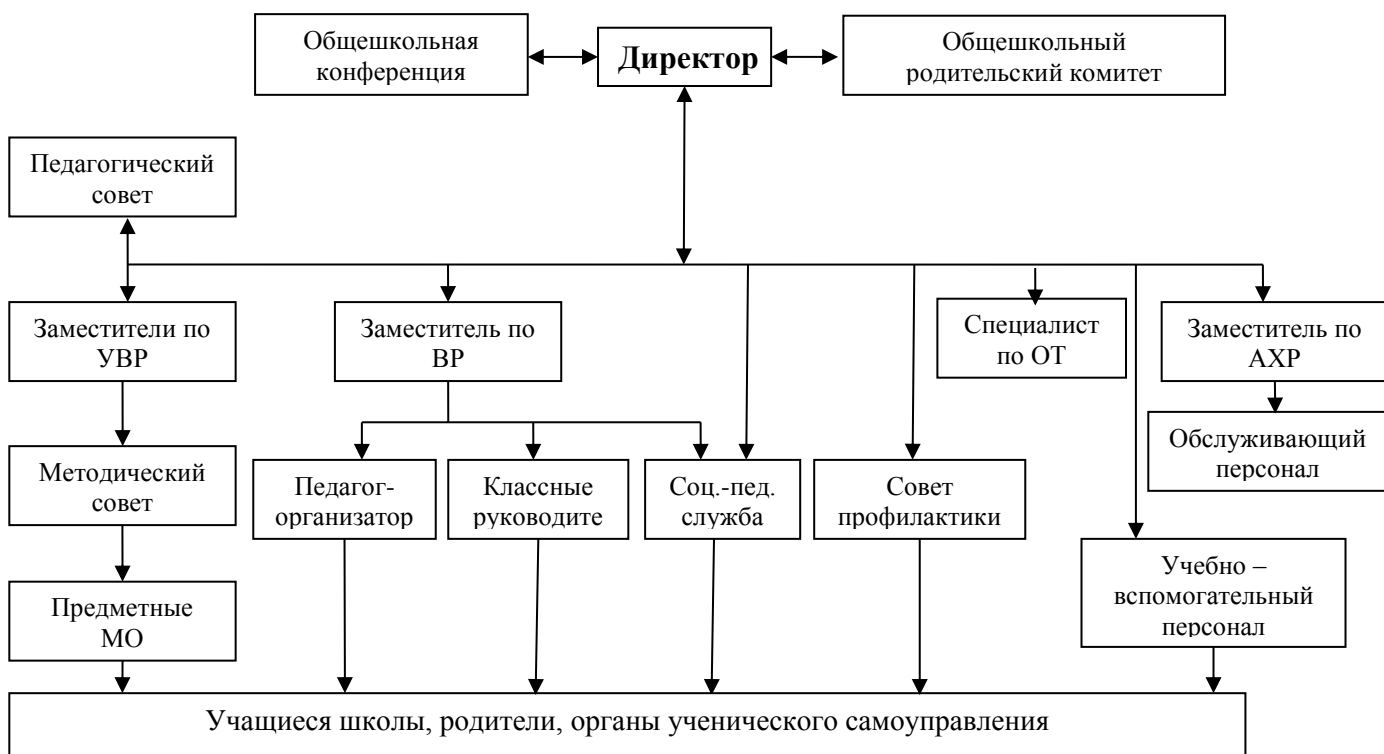 Общешкольная
конференция
Директор
Общешкольный
родительский комитет
Педагогический
совет
Заместители по
УВР
Заместитель по
ВР
Специалист
по ОТ
Заместитель по
АХР
Методический
совет
Педагог-
организатор
Классные
руководите
Соц.-пед.
служба
Совет
профилактики
Обслуживающий
персонал
Предметные
МО
Учебно –
вспомогательный
персонал
Учащиеся школы, родители, органы ученического самоуправления